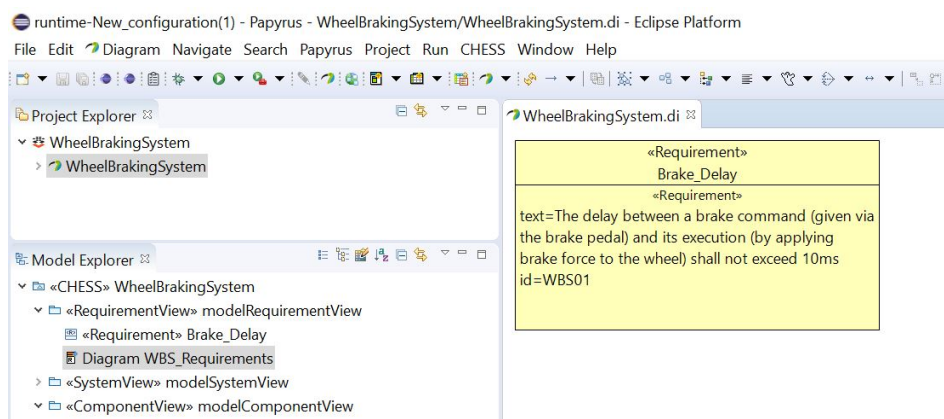 runtime-New_configuration(1) - Papyrus - WheelBrakingSystem/WheelBrakingSystem.di - Eclipse Platform
File Edit Diagram Navigate Search Papyrus Project Run CHESS Window Help
Project Explorer
WheelBrakingSystem
WheelBrakingSystem
Model Explorer
«CHESS» WheelBrakingSystem
«RequirementView» modelRequirementView
«Requirement» Brake_Delay
Diagram WBS_Requirements
«SystemView» modelSystemView
«ComponentView» modelComponentView
WheelBrakingSystem.di
«Requirement»
Brake_Delay
«Requirement»
text=The delay between a brake command (given via
the brake pedal) and its execution (by applying
brake force to the wheel) shall not exceed 10ms
id=WBS01